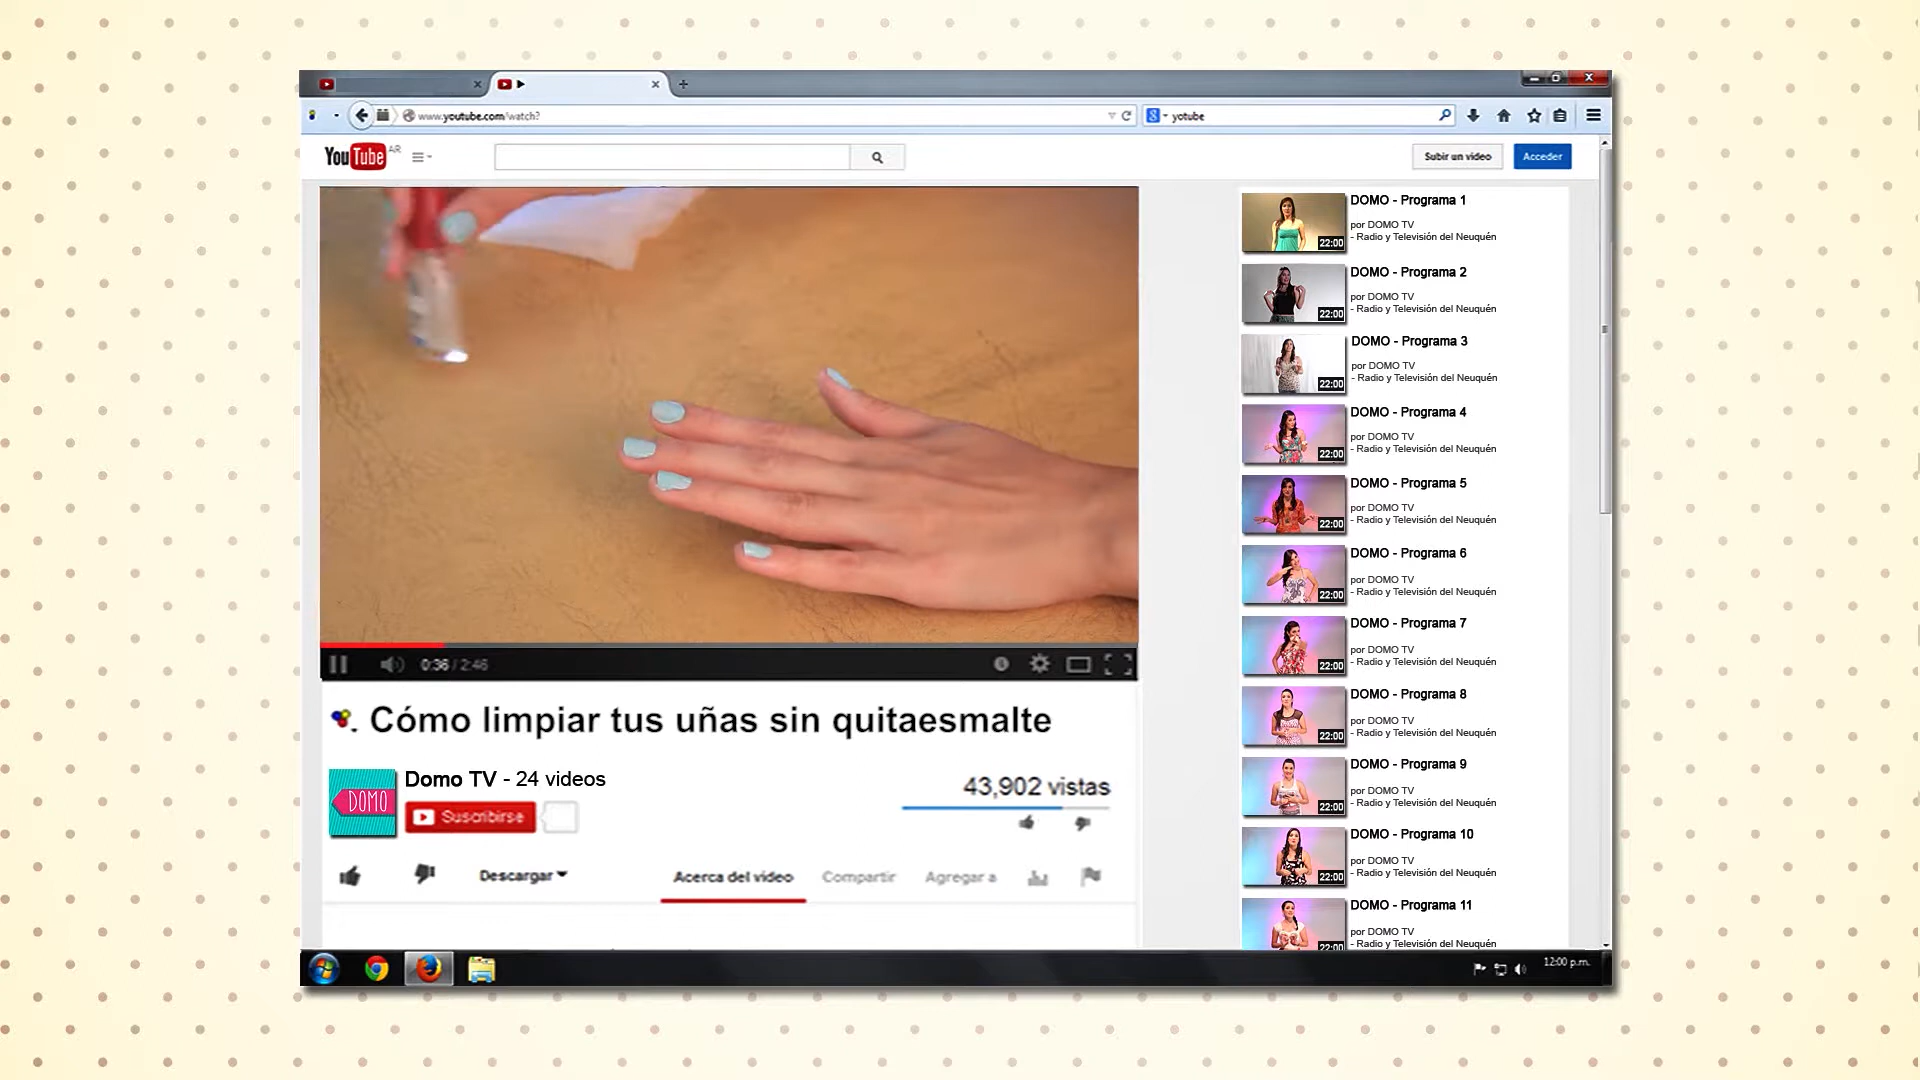 www.youtube.com/watch?
yotube
YouTube AR
Subir un video
Acceder
0:36 / 2:46
. Cómo limpiar tus uñas sin quitaesmalte
DOMO
Domo TV - 24 videos
Suscribirse
43,902 vistas
Descargar
Acerca del video
Compartir
Agregar a
DOMO - Programa 1
por DOMO TV
- Radio y Televisión del Neuquén
22:00
DOMO - Programa 2
por DOMO TV
- Radio y Televisión del Neuquén
22:00
DOMO - Programa 3
por DOMO TV
- Radio y Televisión del Neuquén
22:00
DOMO - Programa 4
por DOMO TV
- Radio y Televisión del Neuquén
22:00
DOMO - Programa 5
por DOMO TV
- Radio y Televisión del Neuquén
22:00
DOMO - Programa 6
por DOMO TV
- Radio y Televisión del Neuquén
22:00
DOMO - Programa 7
por DOMO TV
- Radio y Televisión del Neuquén
22:00
DOMO - Programa 8
por DOMO TV
- Radio y Televisión del Neuquén
22:00
DOMO - Programa 9
por DOMO TV
- Radio y Televisión del Neuquén
22:00
DOMO - Programa 10
por DOMO TV
- Radio y Televisión del Neuquén
22:00
DOMO - Programa 11
por DOMO TV
- Radio y Televisión del Neuquén
22:00
12:00 p.m.